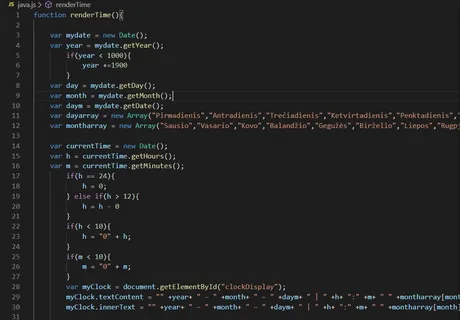 JS java.js > renderTime
1 function renderTime(){
2
3 var mydate = new Date();
4 var year = mydate.getYear();
5 if(year < 1000){
6 year +=1900
7 }
8 var day = mydate.getDay();
9 var month = mydate.getMonth();
10 var daym = mydate.getDate();
11 var dayarray = new Array("Pirmadienis","Antradienis","Trečiadienis","Ketvirtadienis","Penktadienis",
12 var montharray = new Array("Sausio","Vasario","Kovo","Balandžio","Gegužės","Birželio","Liepos","Rugpj
13
14 var currentTime = new Date();
15 var h = currentTime.getHours();
16 var m = currentTime.getMinutes();
17 if(h == 24){
18 h = 0;
19 } else if(h > 12){
20 h = h - 0
21 }
22 if(h < 10){
23 h = "0" + h;
24 }
25 if(m < 10){
26 m = "0" + m;
27 }
28 var myClock = document.getElementById("clockDisplay");
29 myClock.textContent = "" +year+ " - " +month+ " - " +daym+ " | " +h+ ":" +m+ " " +montharray[mont
30 myClock.innerText = "" +year+ " - " +month+ " - " +daym+ " | " +h+ ":" +m+ " " +montharray[month
31